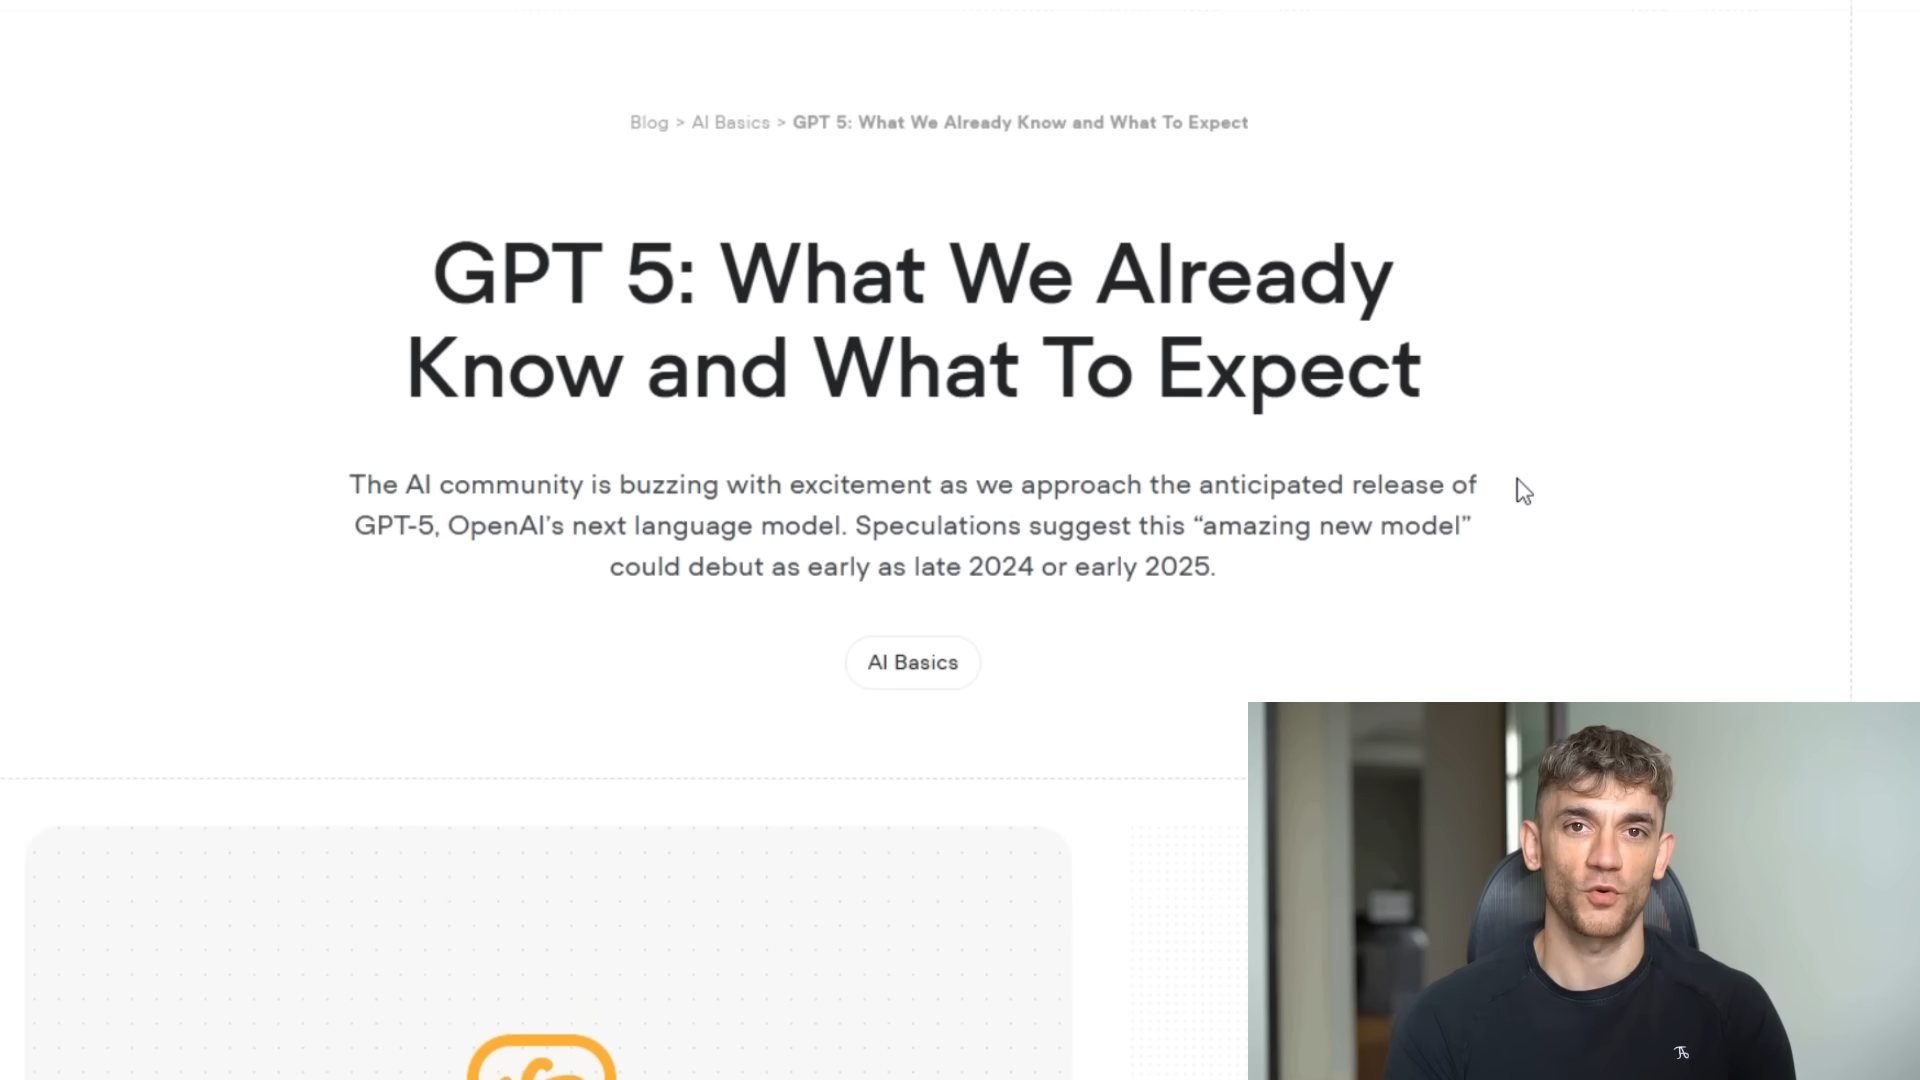 Blog > AI Basics > GPT 5: What We Already Know and What To Expect
GPT 5: What We Already
Know and What To Expect
The AI community is buzzing with excitement as we approach the anticipated release of
GPT-5, OpenAI’s next language model. Speculations suggest this “amazing new model”
could debut as early as late 2024 or early 2025.
AI Basics